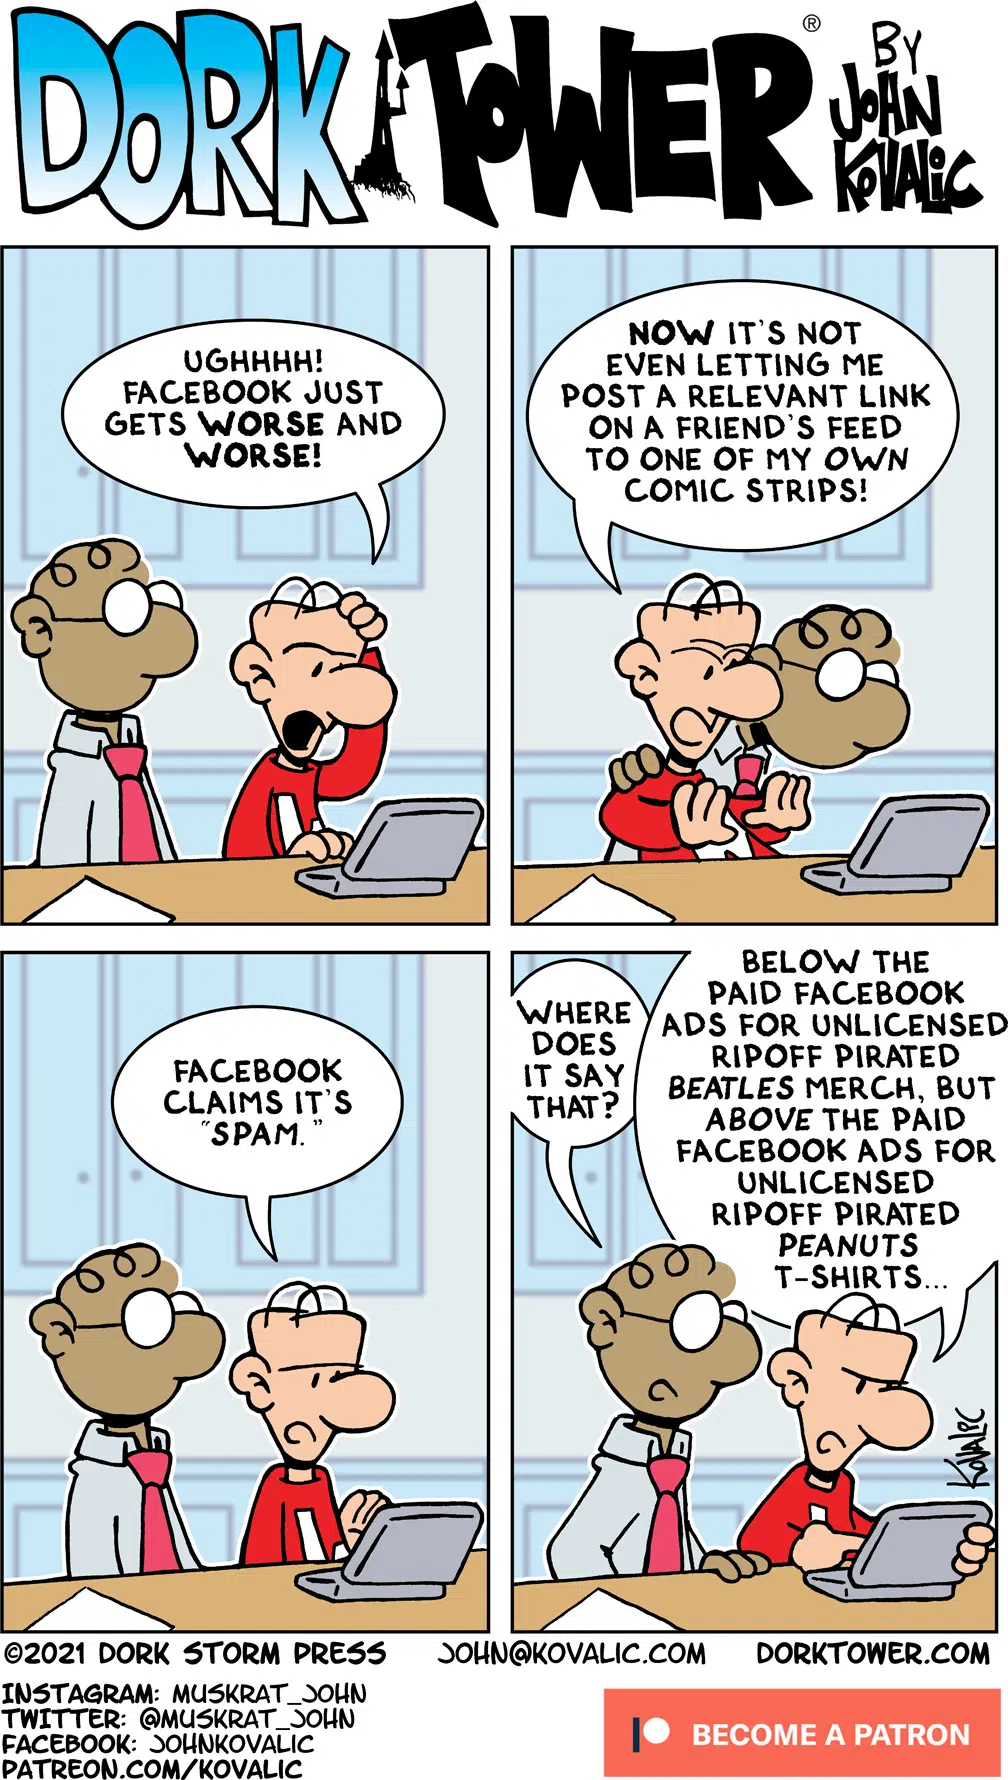 DORK TOWER®
BY
JOHN
KOVALIC
UGHHHH!
FACEBOOK JUST
GETS WORSE AND
WORSE!
NOW IT'S NOT
EVEN LETTING ME
POST A RELEVANT LINK
ON A FRIEND'S FEED
TO ONE OF MY OWN
COMIC STRIPS!
FACEBOOK
CLAIMS IT'S
"SPAM."
WHERE
DOES
IT SAY
THAT?
BELOW THE
PAID FACEBOOK
ADS FOR UNLICENSED
RIPOFF PIRATED
BEATLES MERCH, BUT
ABOVE THE PAID
FACEBOOK ADS FOR
UNLICENSED
RIPOFF PIRATED
PEANUTS
T-SHIRTS...
KOVALIC
©2021 DORK STORM PRESS JOHN@KOVALIC.COM DORKTOWER.COM
INSTAGRAM: MUSKRAT_JOHN
TWITTER: @MUSKRAT_JOHN
FACEBOOK: JOHNKOVALIC
PATREON.COM/KOVALIC
BECOME A PATRON